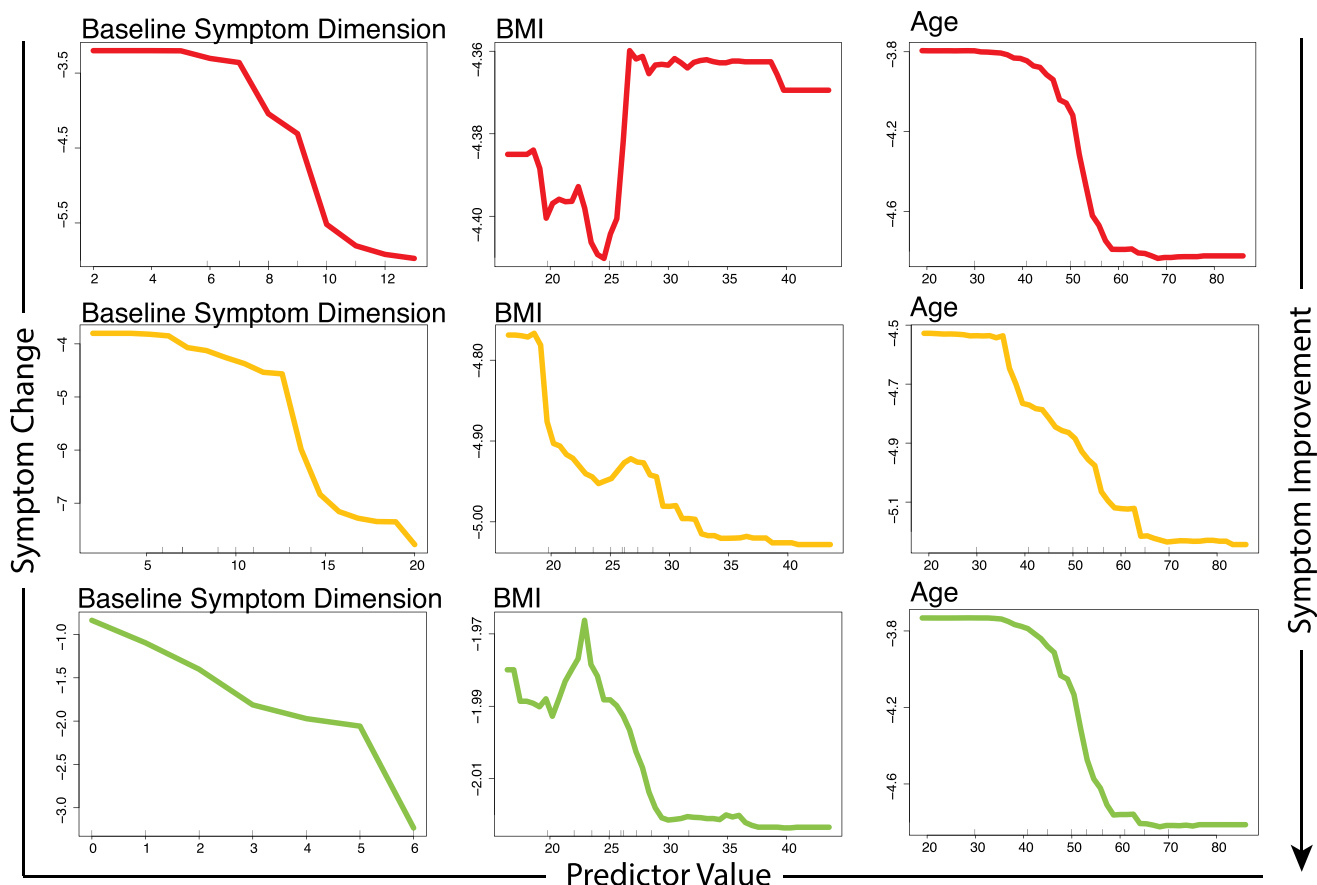 Baseline Symptom Dimension
BMI
Age
−3.5
−4.5
−5.5
2 4 6 8 10 12
−4.36
−4.38
−4.40
20 25 30 35 40
−3.8
−4.2
−4.6
20 30 40 50 60 70 80
Baseline Symptom Dimension
BMI
Age
−4
−5
−6
−7
5 10 15 20
−4.80
−4.90
−5.00
20 25 30 35 40
−4.5
−4.7
−4.9
−5.1
20 30 40 50 60 70 80
Baseline Symptom Dimension
BMI
Age
−1.0
−1.5
−2.0
−2.5
−3.0
0 1 2 3 4 5 6
−1.97
−1.99
−2.01
20 25 30 35 40
−3.8
−4.2
−4.6
20 30 40 50 60 70 80
Symptom Change
Predictor Value
Symptom Improvement